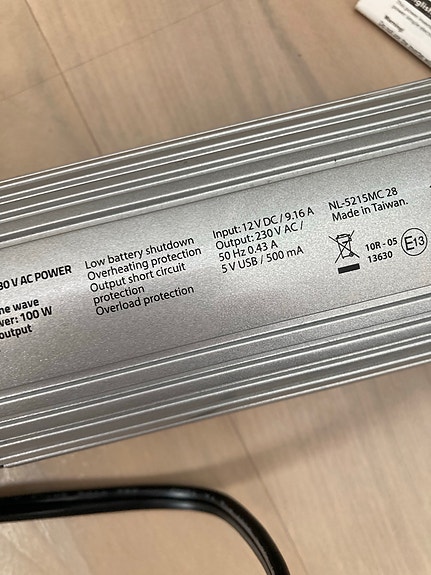 30 V AC POWER
ne wave
wer: 100 W
output
Low battery shutdown
Overheating protection
Output short circuit
protection
Overload protection
Input: 12 V DC / 9.16 A
Output: 230 V AC /
50 Hz 0.43 A
5 V USB / 500 mA
NL-5215MC 28
Made in Taiwan.
10R - 05
13630
E13
Warning: